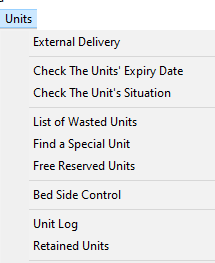 Units
External Delivery
Check The Units' Expiry Date
Check The Unit's Situation
List of Wasted Units
Find a Special Unit
Free Reserved Units
Bed Side Control
Unit Log
Retained Units